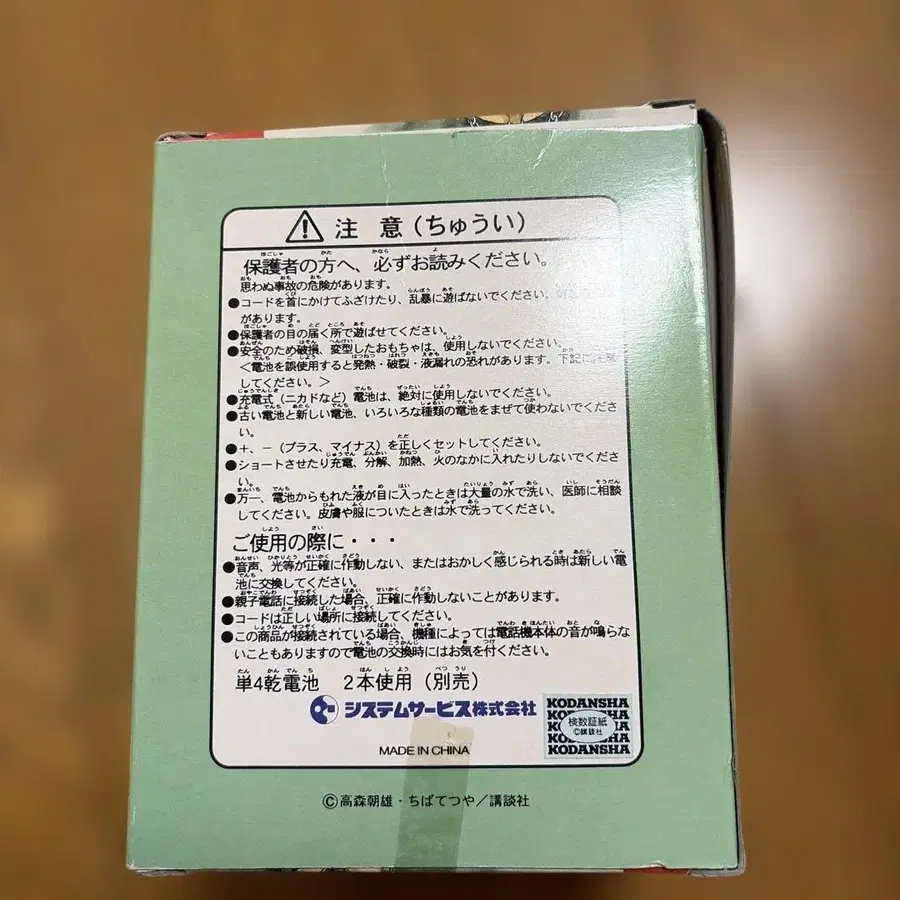 注 意(ちゅうい)
保護者の方へ、必ずお読みください。
思わぬ事故の危険があります。
●コードを首にかけてふざけたり、乱暴に遊ばないでください。
があります。
●保護者の目の届く所で遊ばせてください。
●安全のため破損、変型したおもちゃは、使用しないでください。
<電池を誤使用すると発熱・破裂・液漏れの恐れがあります。下記に注意
してください。>
●充電式(ニカドなど)電池は、絶対に使用しないでください。
●古い電池と新しい電池、いろいろな種類の電池をまぜて使わないでくださ
い。
●+、-(プラス、マイナス)を正しくセットしてください。
●ショートさせたり充電、分解、加熱、火のなかに入れたりしないでくださ
い。
●万一、電池からもれた液が目に入ったときは大量の水で洗い、医師に相談
してください。皮膚や服についたときは水で洗ってください。
ご使用の際に・・・
●音声、光等が正確に作動しない、またはおかしく感じられる時は新しい電
池に交換してください。
●親子電話に接続した場合、正確に作動しないことがあります。
●コードは正しい場所に接続してください。
●この商品が接続されている場合、機種によっては電話機本体の音が鳴らな
いこともありますので電池の交換時にはお気を付ください。
単4乾電池 2本使用(別売)
システムサービス株式会社
KODANSHA
検数証紙
©講談社
KODANSHA
MADE IN CHINA
©高森朝雄・ちばてつや/講談社